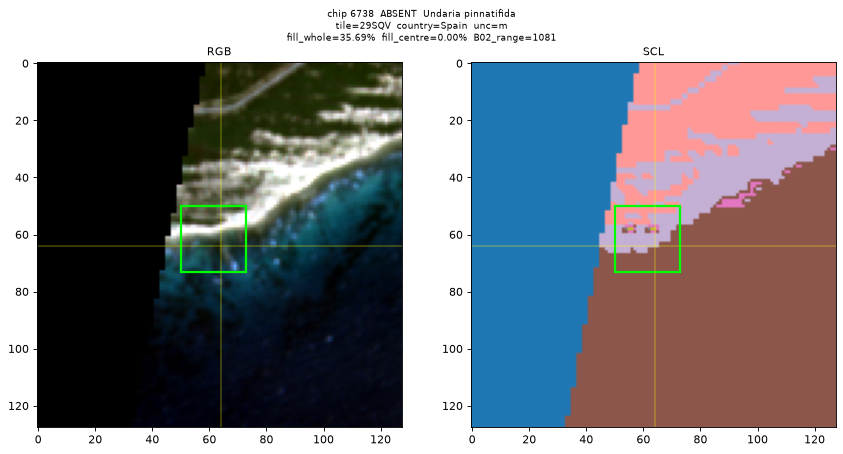 chip 6738  ABSENT  Undaria pinnatifida
tile=29SQV  country=Spain  unc=m
fill_whole=35.69%  fill_centre=0.00%  B02_range=1081
RGB
SCL
0
20
40
60
80
100
120
0 20 40 60 80 100 120
0
20
40
60
80
100
120
0 20 40 60 80 100 120